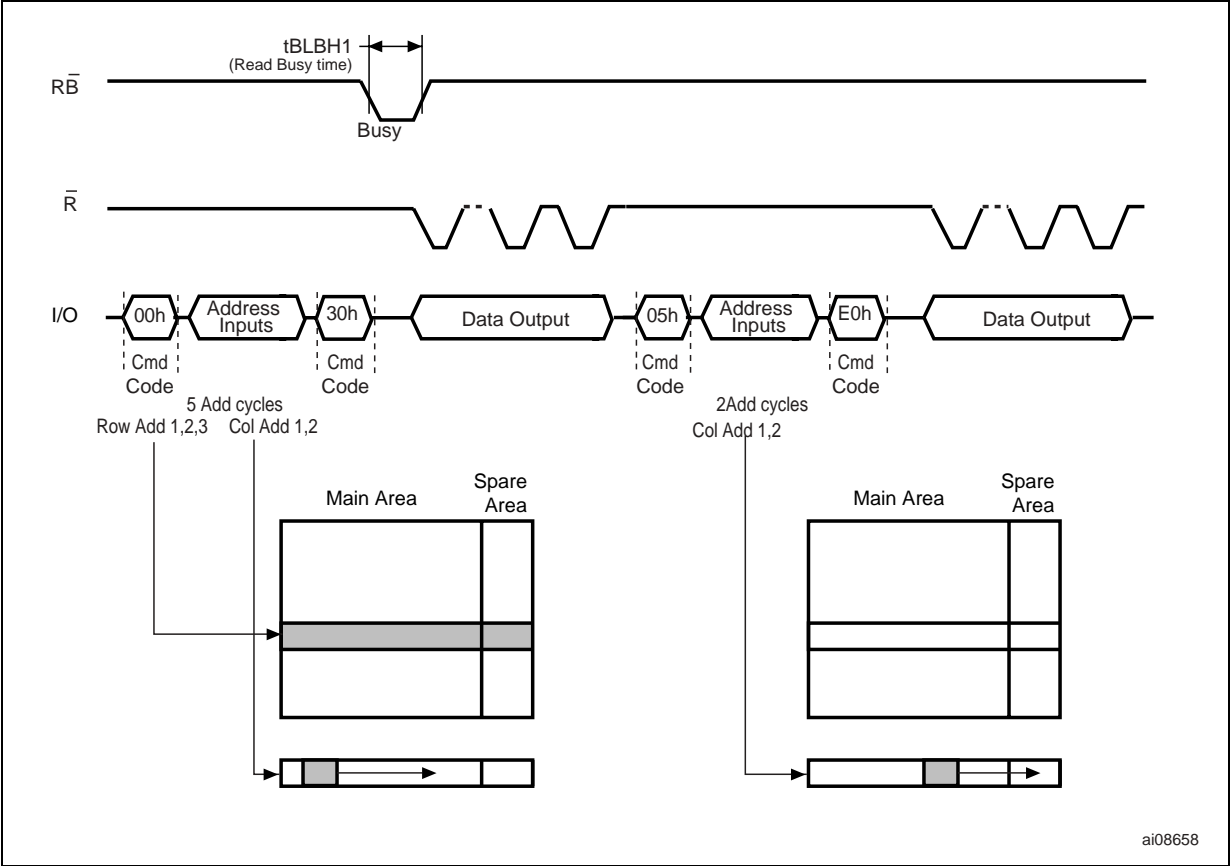 tBLBH1
(Read Busy time)
RB̅
Busy
R̅
I/O
00h
Address
Inputs
30h
Data Output
05h
Address
Inputs
E0h
Data Output
Cmd
Code
Cmd
Code
Cmd
Code
Cmd
Code
5 Add cycles
Row Add 1,2,3
Col Add 1,2
2Add cycles
Col Add 1,2
Main Area
Spare
Area
Main Area
Spare
Area
ai08658